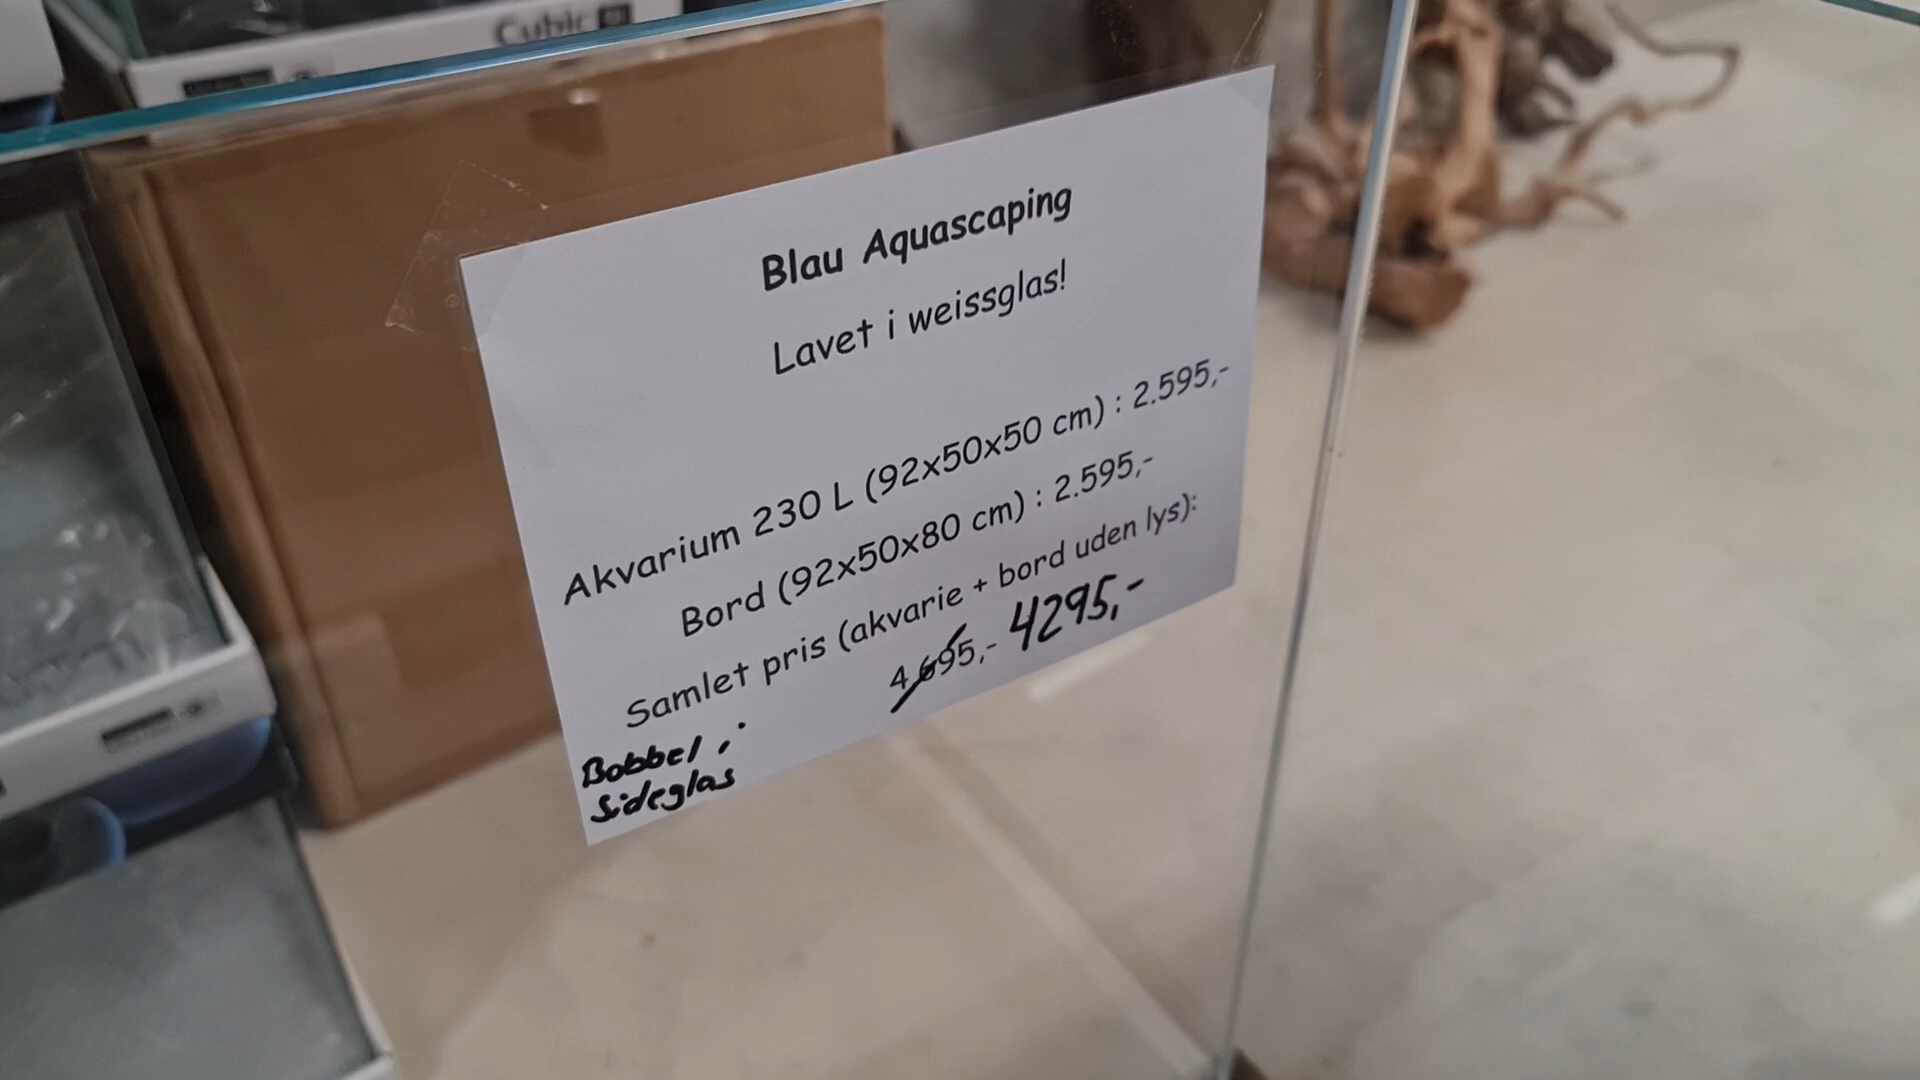 Cubic
Blau Aquascaping
Lavet i weissglas!
Akvarium 230 L (92x50x50 cm) : 2.595,-
Bord (92x50x80 cm) : 2.595,-
Samlet pris (akvarie + bord uden lys):
4.695,- 4295,-
Bobbel i
Sideglas